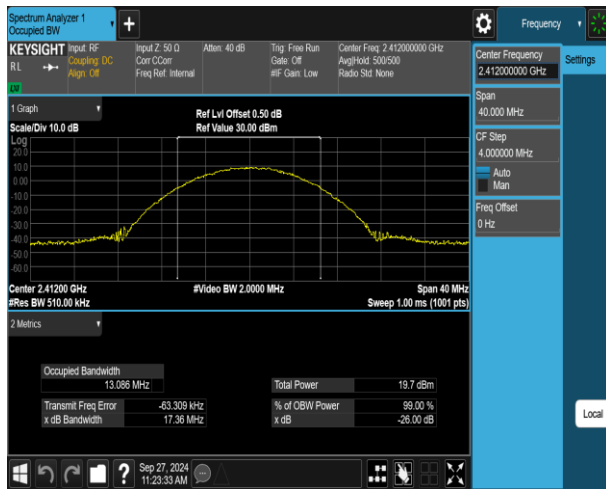 Spectrum Analyzer 1
Occupied BW
+
Frequency
KEYSIGHT
RL
LXI
Input: RF
Coupling: DC
Align: Off
Input Z: 50 Ω
Corr CCorr
Freq Ref: Internal
Atten: 40 dB
Trig: Free Run
Gate: Off
#IF Gain: Low
Center Freq: 2.412000000 GHz
Avg|Hold: 500/500
Radio Std: None
Center Frequency
2.412000000 GHz
Settings
Span
40.000 MHz
CF Step
4.000000 MHz
Auto
Man
Freq Offset
0 Hz
1 Graph
Scale/Div 10.0 dB
Ref Lvl Offset 0.50 dB
Ref Value 30.00 dBm
Log
20.0
10.0
0.00
-10.0
-20.0
-30.0
-40.0
-50.0
-60.0
Center 2.41200 GHz
#Video BW 2.0000 MHz
Span 40 MHz
#Res BW 510.00 kHz
Sweep 1.00 ms (1001 pts)
2 Metrics
Occupied Bandwidth
13.086 MHz
Total Power 19.7 dBm
Transmit Freq Error -63.309 kHz
% of OBW Power 99.00 %
x dB Bandwidth 17.36 MHz
x dB -26.00 dB
Local
?
Sep 27, 2024
11:23:33 AM